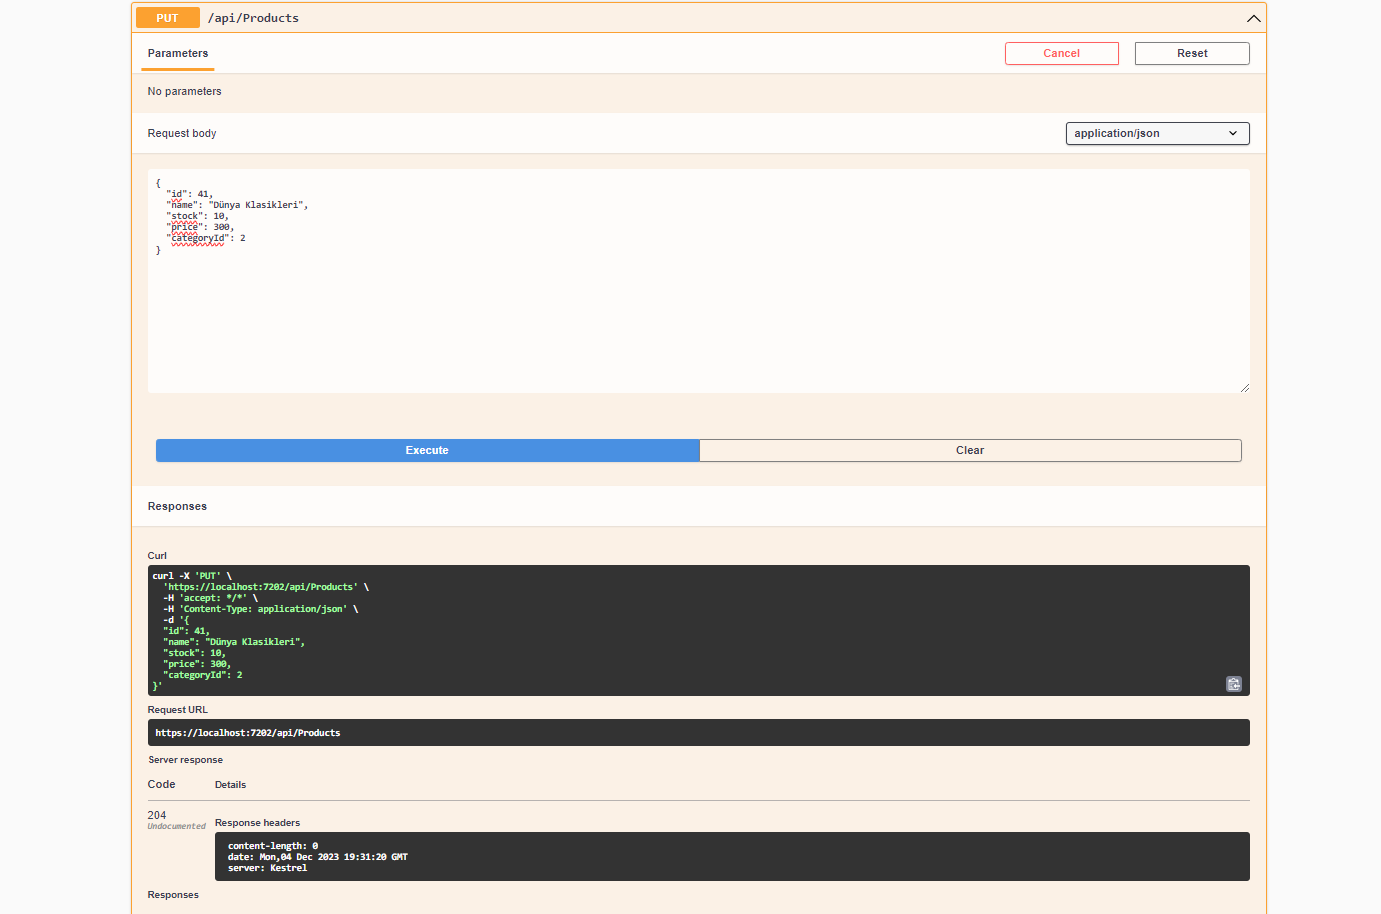 PUT /api/Products
Parameters
Cancel
Reset
No parameters
Request body
application/json
{
  "id": 41,
  "name": "Dünya Klasikleri",
  "stock": 10,
  "price": 300,
  "categoryId": 2
}
Execute
Clear
Responses
Curl
curl -X 'PUT' \
  'https://localhost:7202/api/Products' \
  -H 'accept: */*' \
  -H 'Content-Type: application/json' \
  -d '{
  "id": 41,
  "name": "Dünya Klasikleri",
  "stock": 10,
  "price": 300,
  "categoryId": 2
}'
Request URL
https://localhost:7202/api/Products
Server response
Code
Details
204
Undocumented
Response headers
content-length: 0
date: Mon,04 Dec 2023 19:31:20 GMT
server: Kestrel
Responses